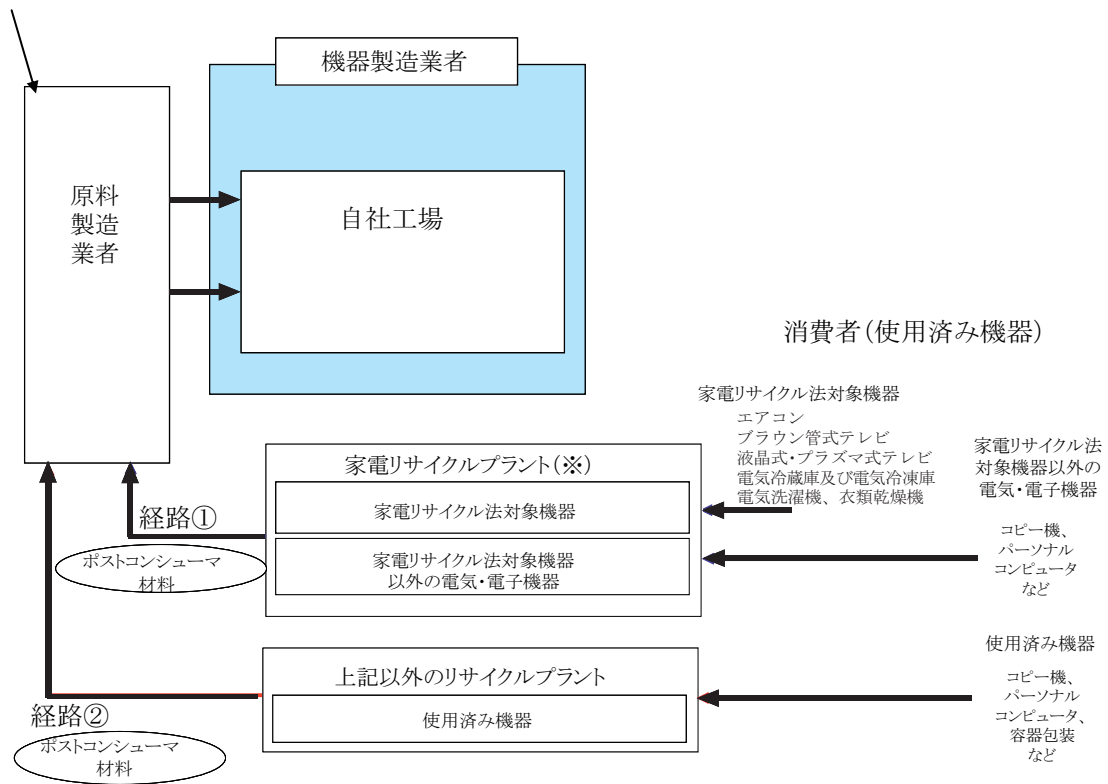 機器製造業者
原料
製造
業者
自社工場
消費者(使用済み機器)
家電リサイクル法対象機器
エアコン
ブラウン管式テレビ
液晶式・プラズマ式テレビ
電気冷蔵庫及び電気冷凍庫
電気洗濯機、衣類乾燥機
家電リサイクル法
対象機器以外の
電気・電子機器
コピー機、
パーソナル
コンピュータ
など
家電リサイクルプラント(※)
家電リサイクル法対象機器
家電リサイクル法対象機器
以外の電気・電子機器
経路①
ポストコンシューマ
材料
上記以外のリサイクルプラント
使用済み機器
使用済み機器
コピー機、
パーソナル
コンピュータ、
容器包装
など
経路②
ポストコンシューマ
材料